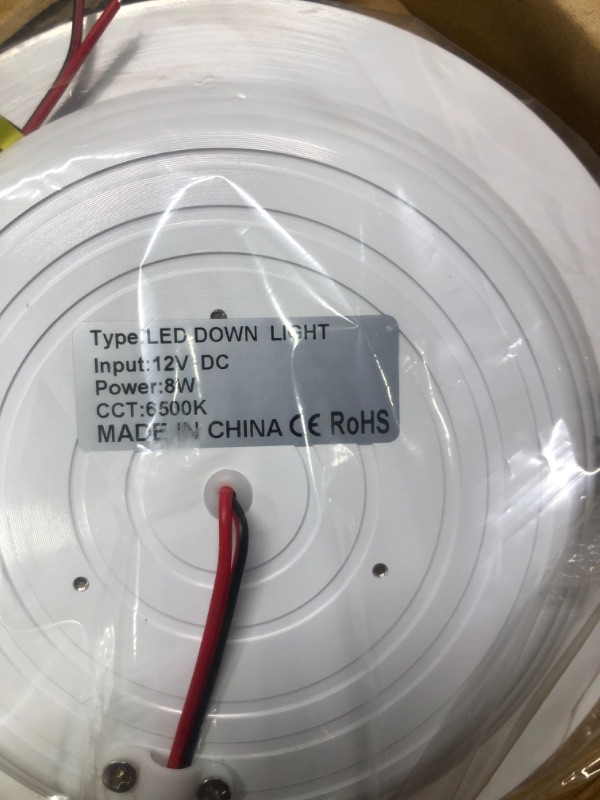 Type:LED DOWN LIGHT
Input:12V DC
Power:8W
CCT:6500K
MADE IN CHINA CE RoHS